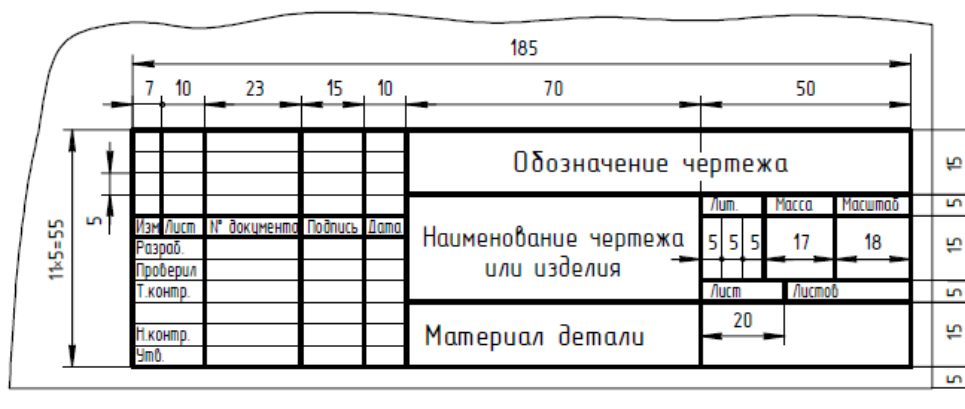 185
7 10 23 15 10 70 50
Обозначение чертежа
15
5
11x5=55
Лит. Масса Масштаб
5
Изм Лист № документа Подпись Дата
Наименование чертежа
или изделия
5 5 5 17 18
15
Разраб.
Проверил
Т.контр.
Лист Листов
5
Материал детали
20
15
Н.контр.
Утв.
5